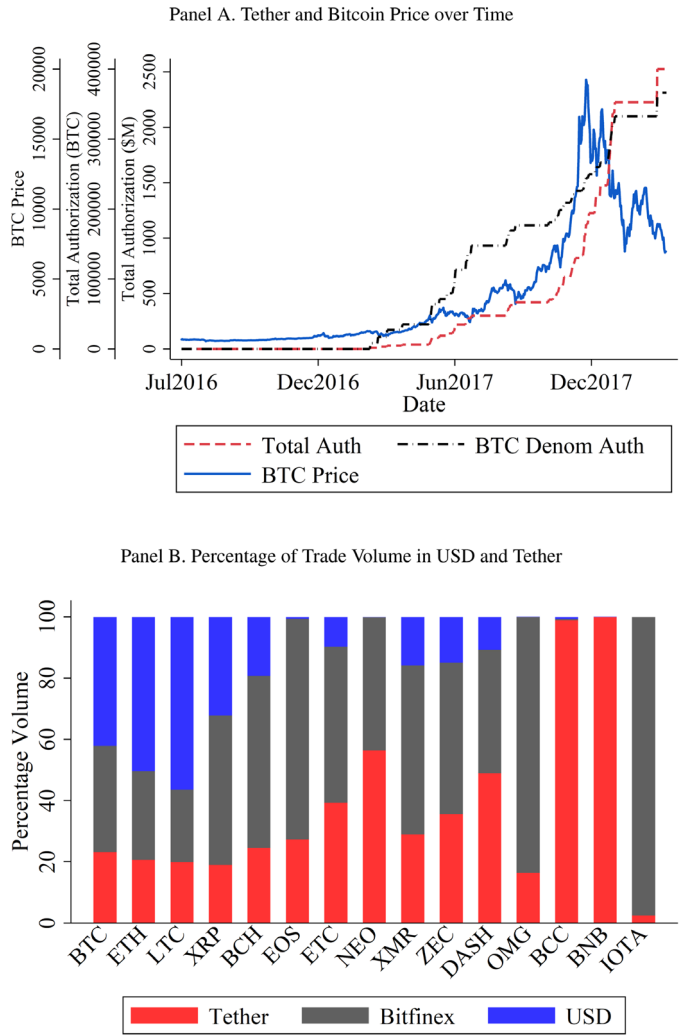 Panel A. Tether and Bitcoin Price over Time
BTC Price
0 5000 10000 15000 20000
Total Authorization (BTC)
0 100000 200000 300000 400000
Total Authorization ($M)
0 500 1000 1500 2000 2500
Jul2016 Dec2016 Jun2017 Dec2017
Date
Total Auth BTC Denom Auth
BTC Price
Panel B. Percentage of Trade Volume in USD and Tether
Percentage Volume
0 20 40 60 80 100
BTC ETH LTC XRP BCH EOS ETC NEO XMR ZEC DASH OMG BCC BNB IOTA
Tether Bitfinex USD